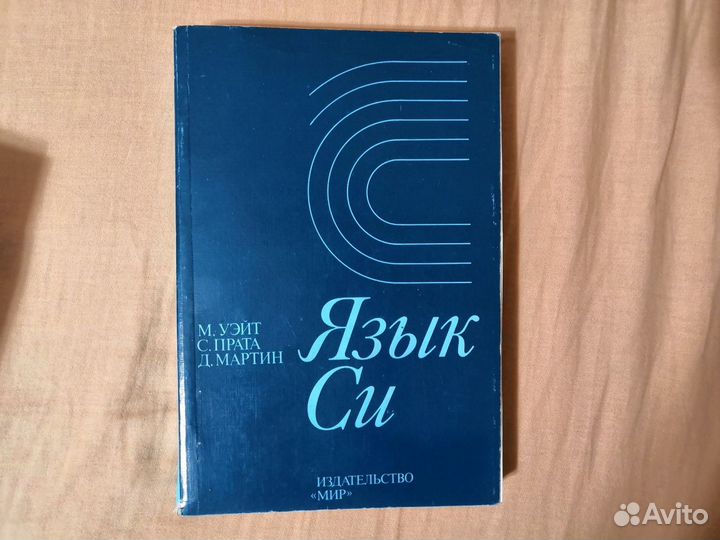 М. УЭЙТ
С. ПРАТА
Д. МАРТИН
Язык
Си
ИЗДАТЕЛЬСТВО
«МИР»
Avito